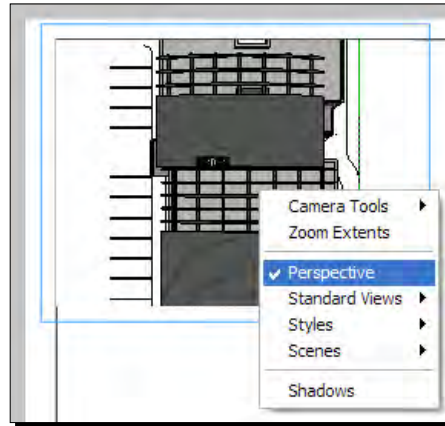 Camera Tools
Zoom Extents
Perspective
Standard Views
Styles
Scenes
Shadows